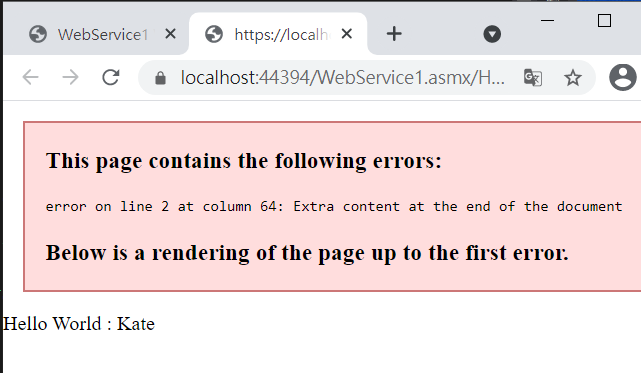 WebService1
https://localh
localhost:44394/WebService1.asmx/H...
This page contains the following errors:
error on line 2 at column 64: Extra content at the end of the document
Below is a rendering of the page up to the first error.
Hello World : Kate